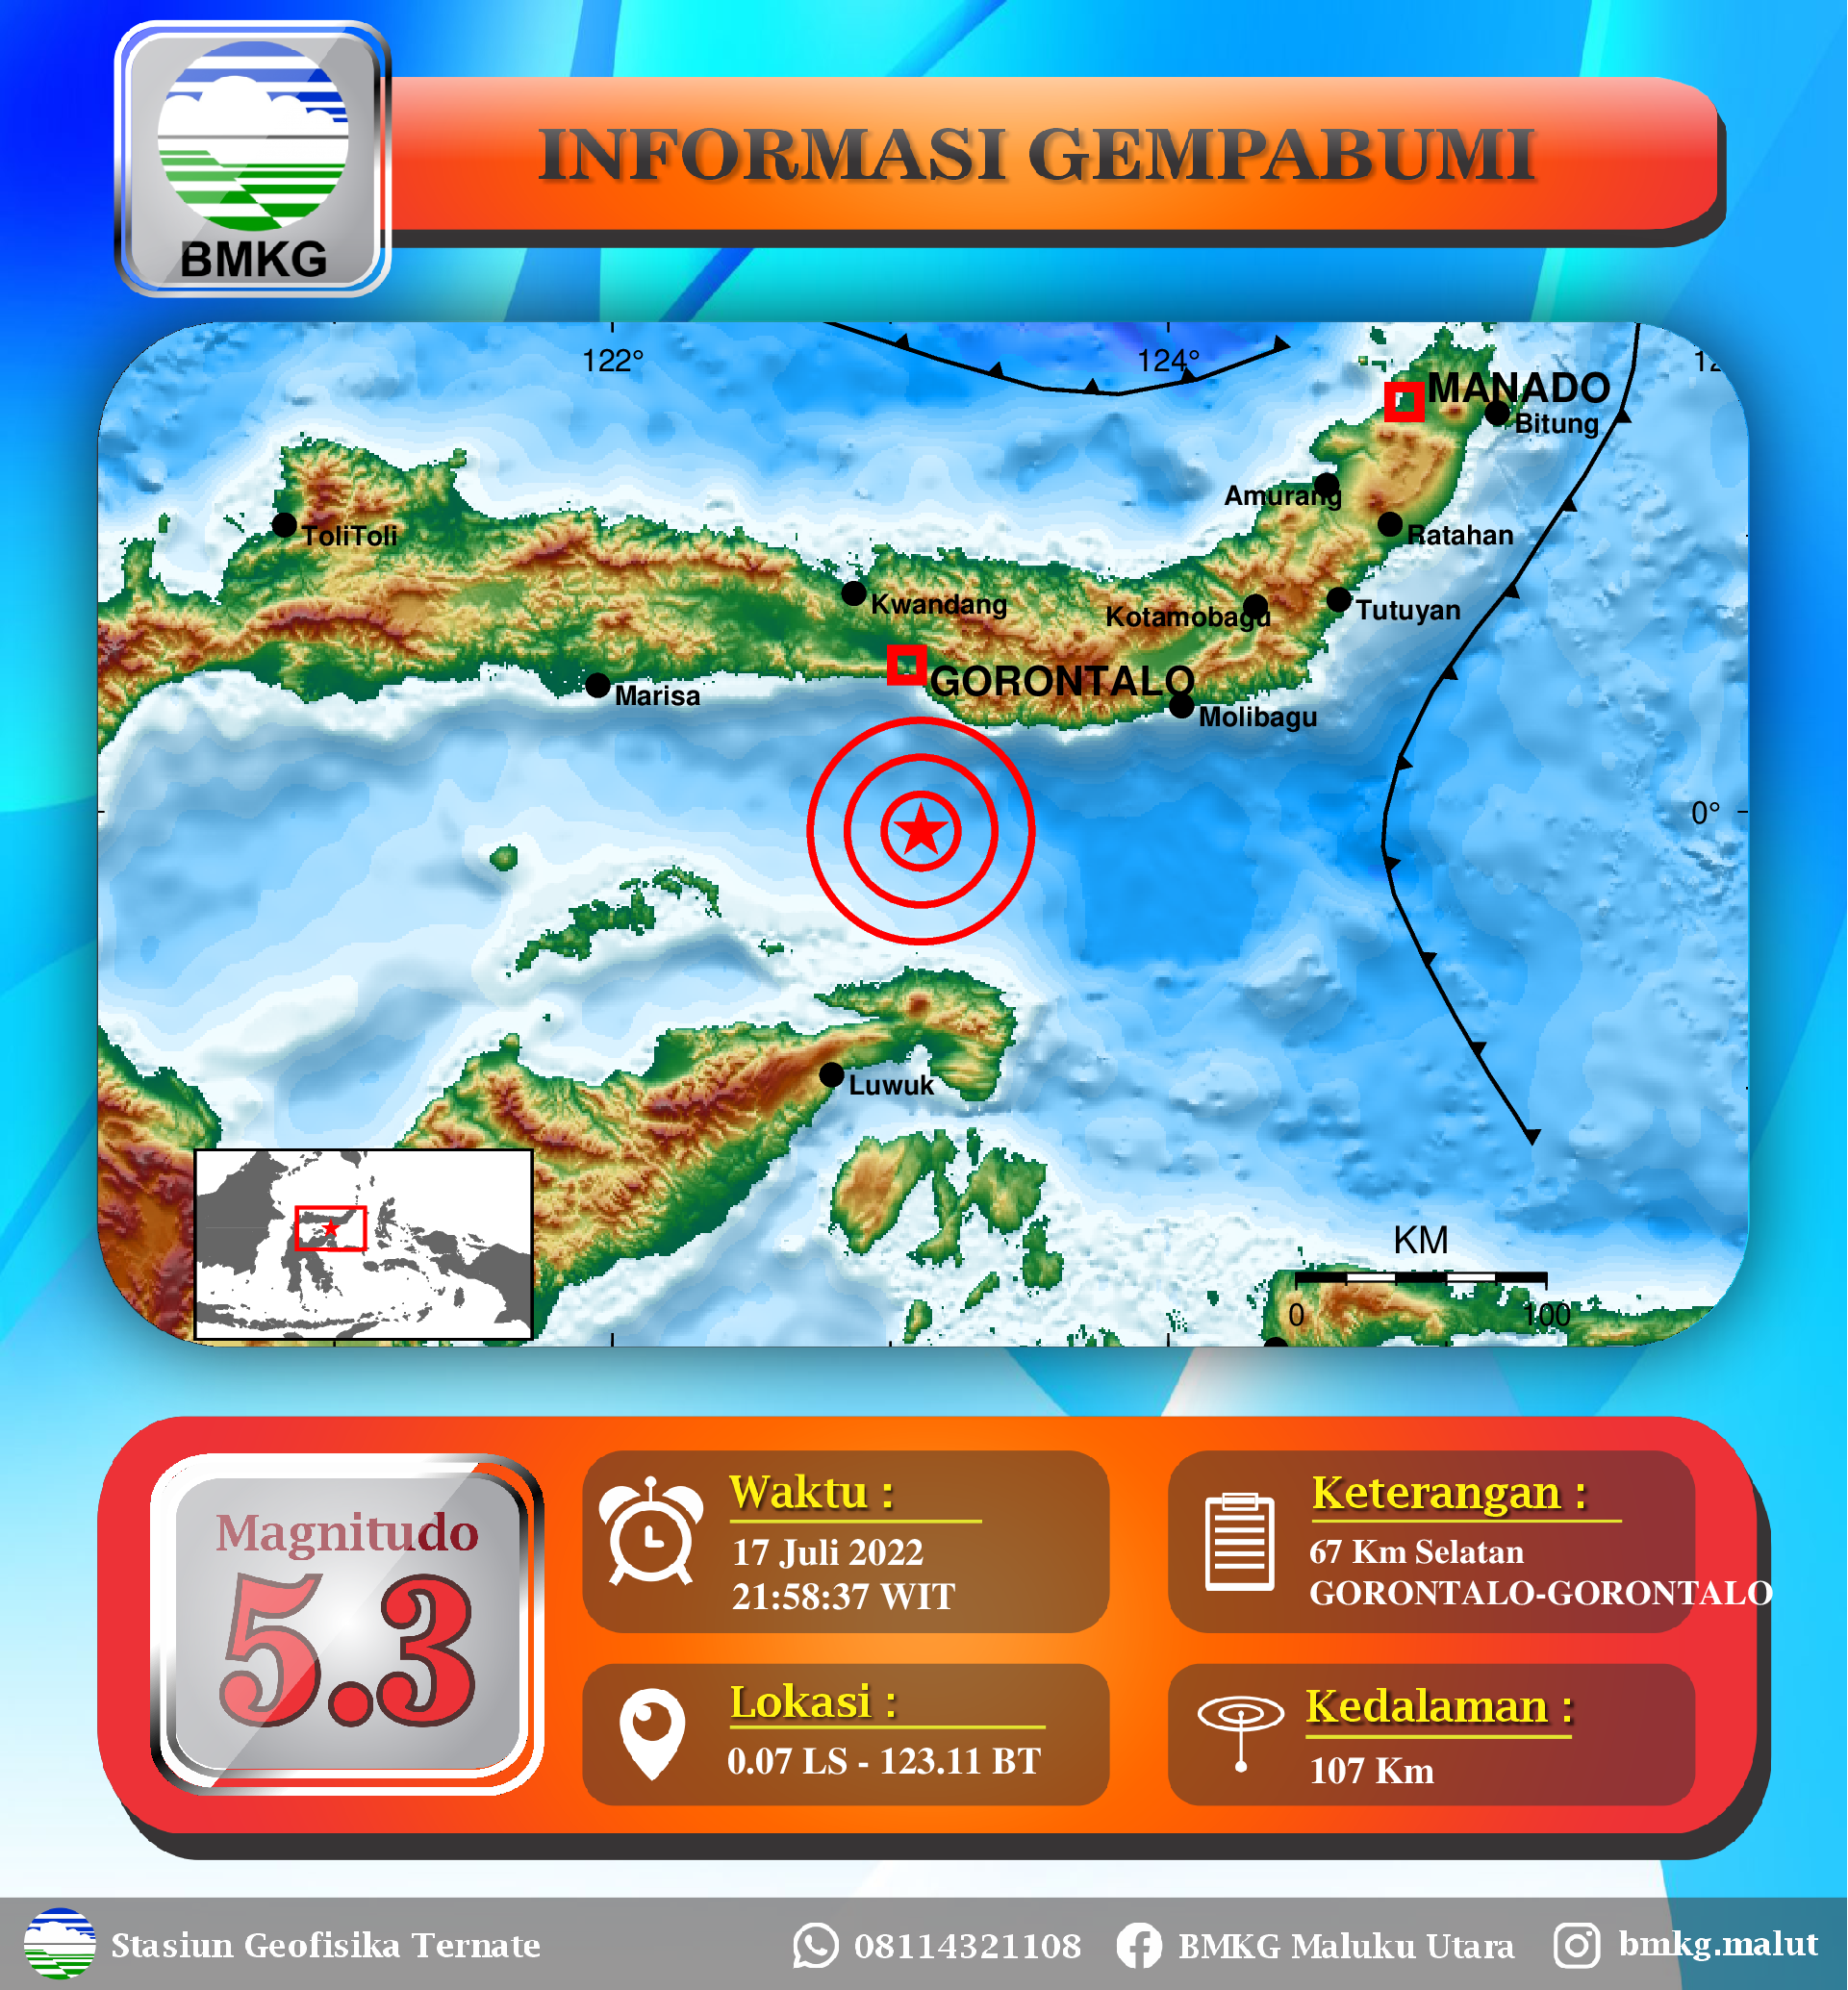 BMKG
INFORMASI GEMPABUMI
122°
124°
MANADO
Bitung
Amurang
ToliToli
Ratahan
Kwandang
Kotamobagu
Tutuyan
GORONTALO
Marisa
Molibagu
0°
Luwuk
KM
0
100
Magnitudo
5.3
Waktu :
17 Juli 2022
21:58:37 WIT
Keterangan :
67 Km Selatan
GORONTALO-GORONTALO
Lokasi :
0.07 LS - 123.11 BT
Kedalaman :
107 Km
Stasiun Geofisika Ternate
08114321108
BMKG Maluku Utara
bmkg.malut